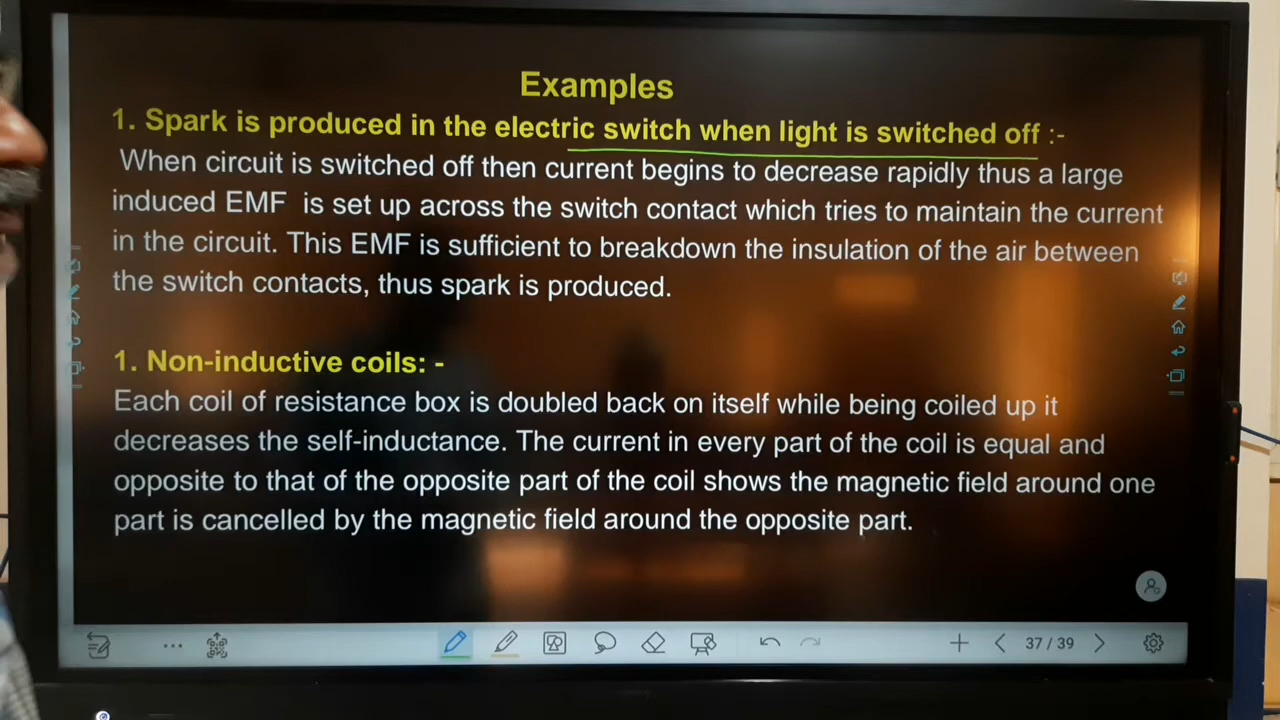 Examples
1. Spark is produced in the electric switch when light is switched off :-
When circuit is switched off then current begins to decrease rapidly thus a large
induced EMF is set up across the switch contact which tries to maintain the current
in the circuit. This EMF is sufficient to breakdown the insulation of the air between
the switch contacts, thus spark is produced.
1. Non-inductive coils: -
Each coil of resistance box is doubled back on itself while being coiled up it
decreases the self-inductance. The current in every part of the coil is equal and
opposite to that of the opposite part of the coil shows the magnetic field around one
part is cancelled by the magnetic field around the opposite part.
37 / 39